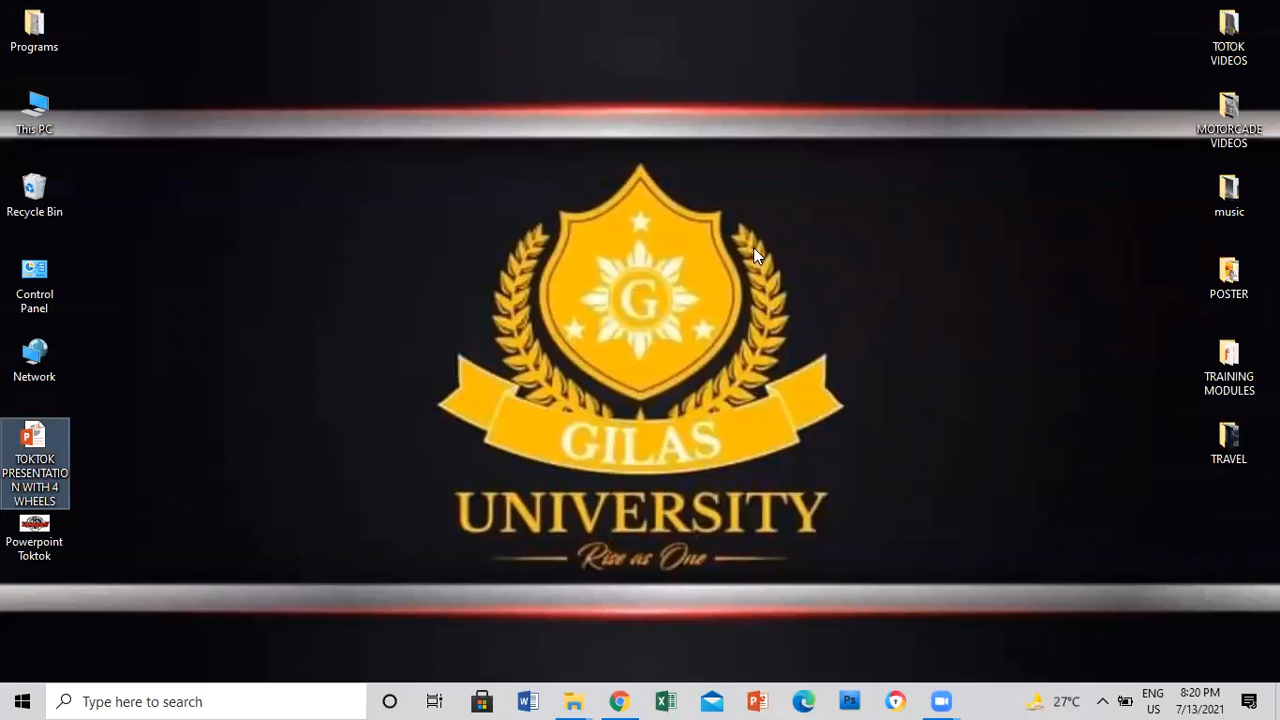 Programs
This PC
Recycle Bin
Control
Panel
Network
TOKTOK
PRESENTATIO
N WITH 4
WHEELS
Powerpoint
Toktok
G
GILAS
UNIVERSITY
Rise as One
TOTOK
VIDEOS
MOTORCADE
VIDEOS
music
POSTER
TRAINING
MODULES
TRAVEL
Type here to search
27°C
ENG
US
8:20 PM
7/13/2021